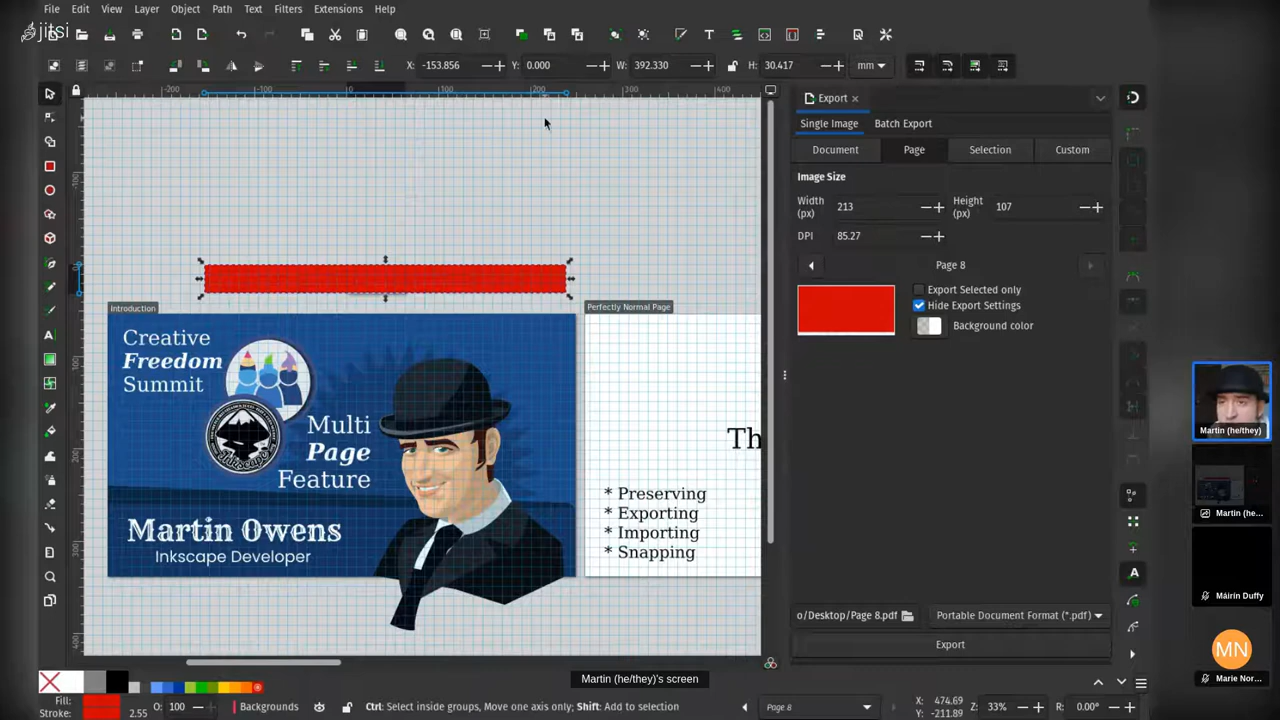 File Edit View Layer Object Path Text Filters Extensions Help
jitsi
X: -153.856 Y: 0.000 W: 392.330 H: 30.417 mm
Export
Single Image Batch Export
Document Page Selection Custom
Image Size
Width (px) 213 Height (px) 107
DPI 85.27
Page 8
Export Selected only
Hide Export Settings
Background color
Introduction
Perfectly Normal Page
Creative
Freedom
Summit
Inkscape
Multi
Page
Feature
Martin Owens
Inkscape Developer
Th
* Preserving
* Exporting
* Importing
* Snapping
o/Desktop/Page 8.pdf Portable Document Format (*.pdf)
Export
Martin (he/they)
Martin (he...
Máirín Duffy
MN
Marie Nor...
Martin (he/they)'s screen
Fill:
Stroke: 2.55
O: 100
Backgrounds
Ctrl: Select inside groups, Move one axis only; Shift: Add to selection
Page 8
X: 474.69
Y: -211.89
Z: 33%
R: 0.00°